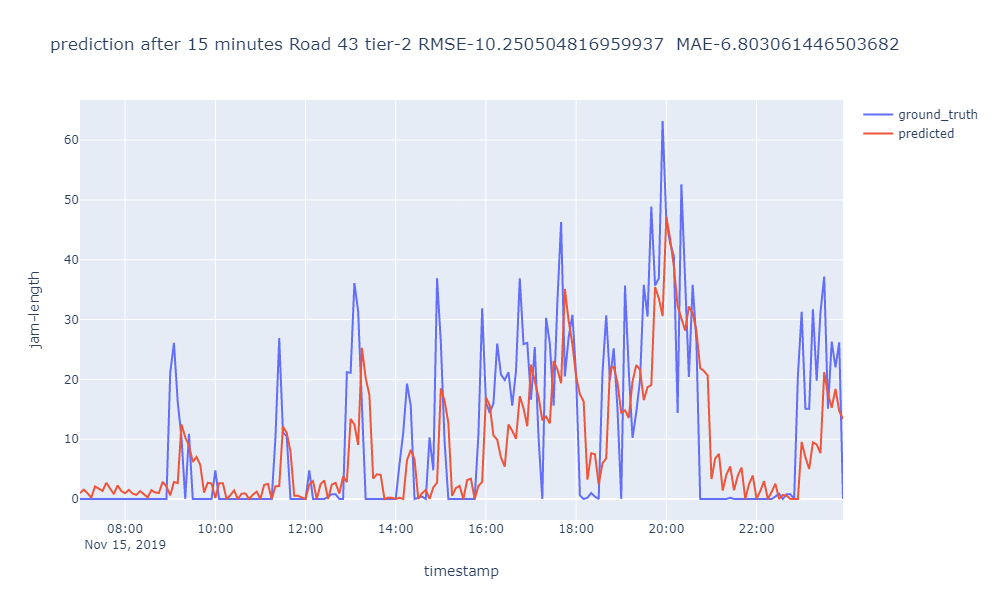 prediction after 15 minutes Road 43 tier-2 RMSE-10.250504816959937  MAE-6.803061446503682
ground_truth
predicted
60
50
40
30
20
10
0
jam-length
08:00 10:00 12:00 14:00 16:00 18:00 20:00 22:00
Nov 15, 2019
timestamp